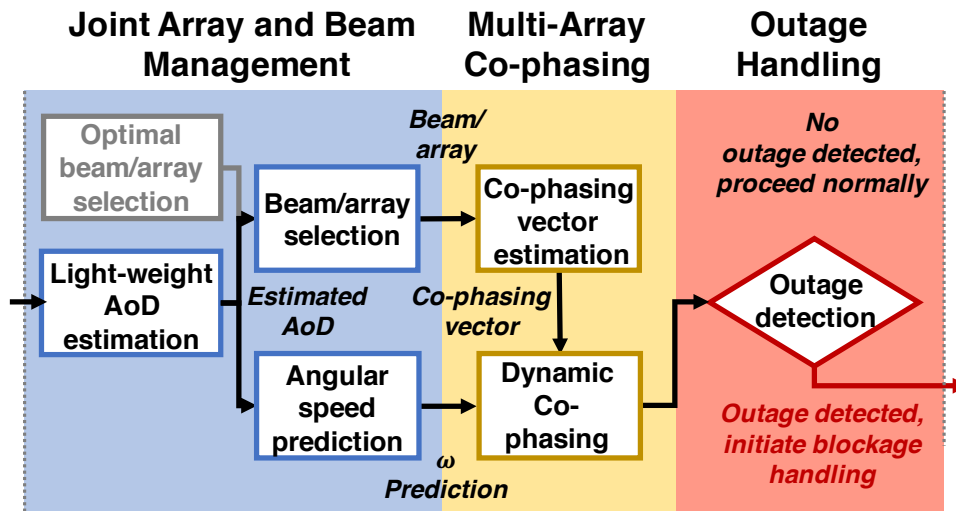 Joint Array and Beam
Management
Multi-Array
Co-phasing
Outage
Handling
Optimal
beam/array
selection
Light-weight
AoD
estimation
Beam/array
selection
Estimated
AoD
Angular
speed
prediction
Beam/
array
Co-phasing
vector
estimation
Co-phasing
vector
Dynamic
Co-
phasing
ω
Prediction
No
outage detected,
proceed normally
Outage
detection
Outage detected,
initiate blockage
handling